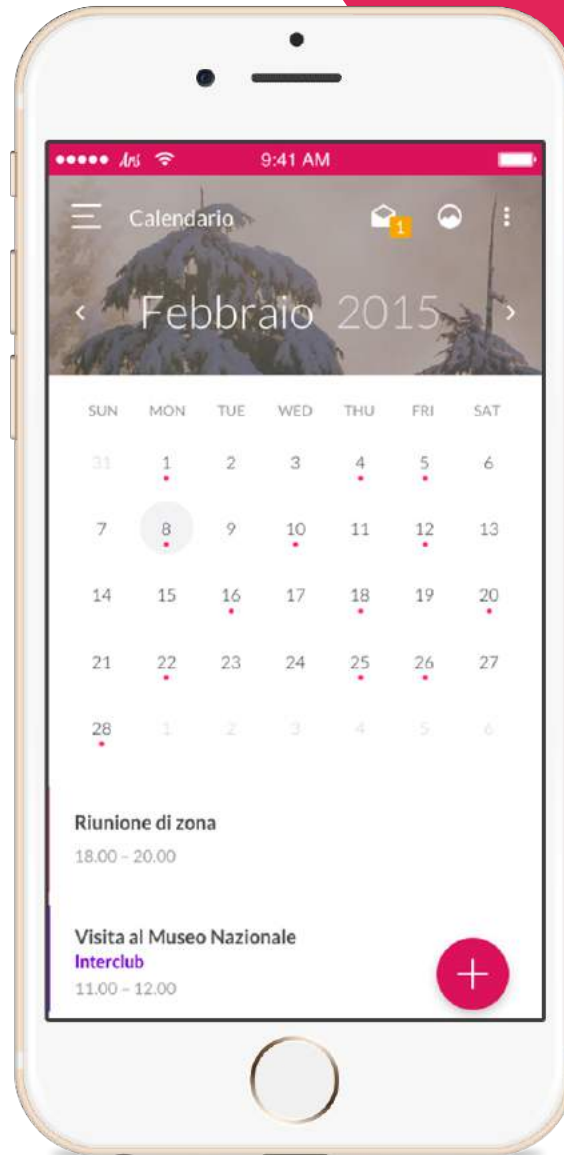 9:41 AM
Calendario
1
Febbraio 2015
SUN MON TUE WED THU FRI SAT
31 1 2 3 4 5 6
7 8 9 10 11 12 13
14 15 16 17 18 19 20
21 22 23 24 25 26 27
28 1 2 3 4 5 6
Riunione di zona
18.00 – 20.00
Visita al Museo Nazionale
Interclub
11.00 – 12.00